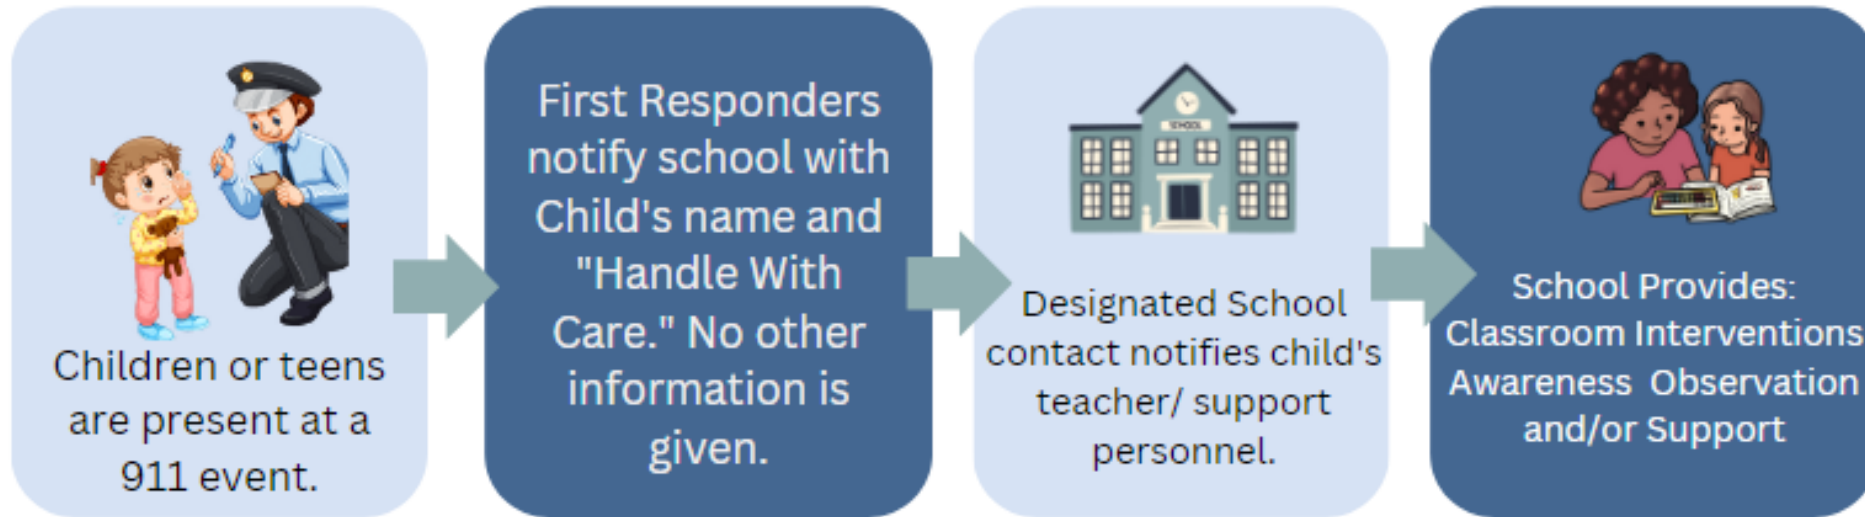 Children or teens
are present at a
911 event.
First Responders
notify school with
Child's name and
"Handle With
Care." No other
information is
given.
SCHOOL
Designated School
contact notifies child's
teacher/ support
personnel.
School Provides:
Classroom Interventions
Awareness  Observation
and/or Support